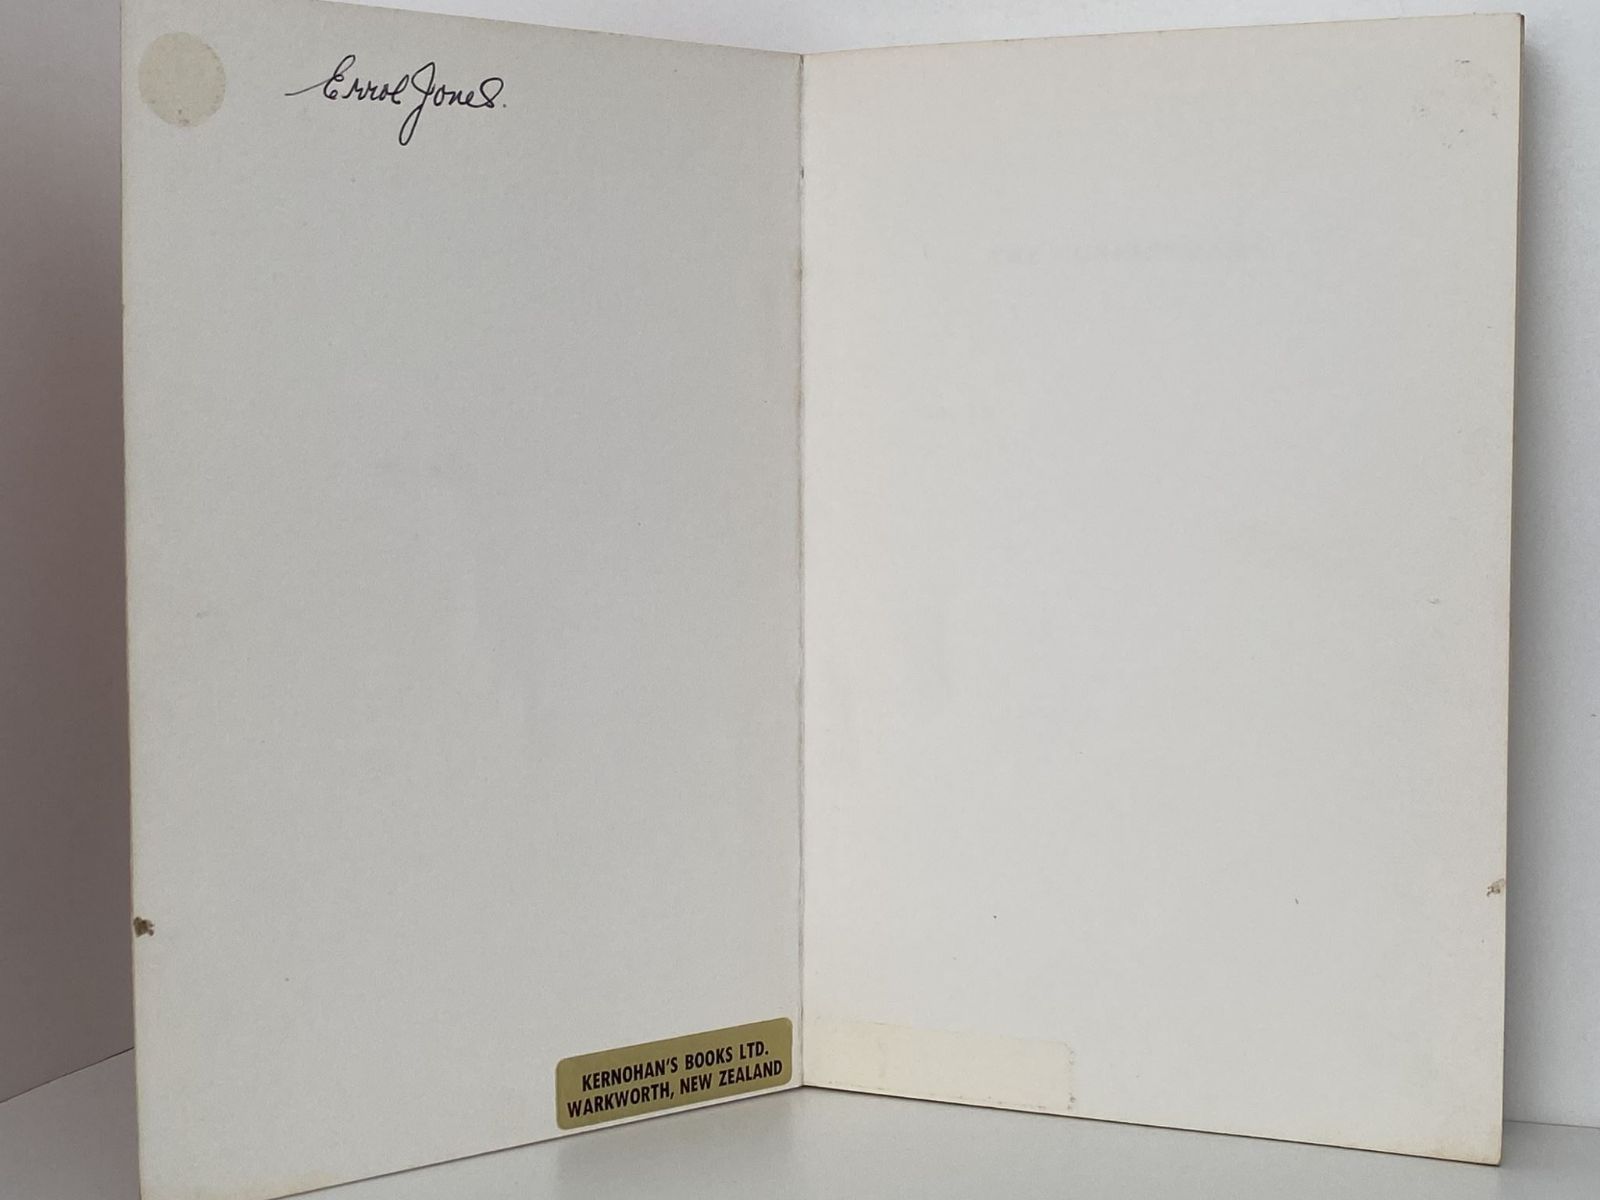 Errol Jones.
KERNOHAN'S BOOKS LTD.
WARKWORTH, NEW ZEALAND